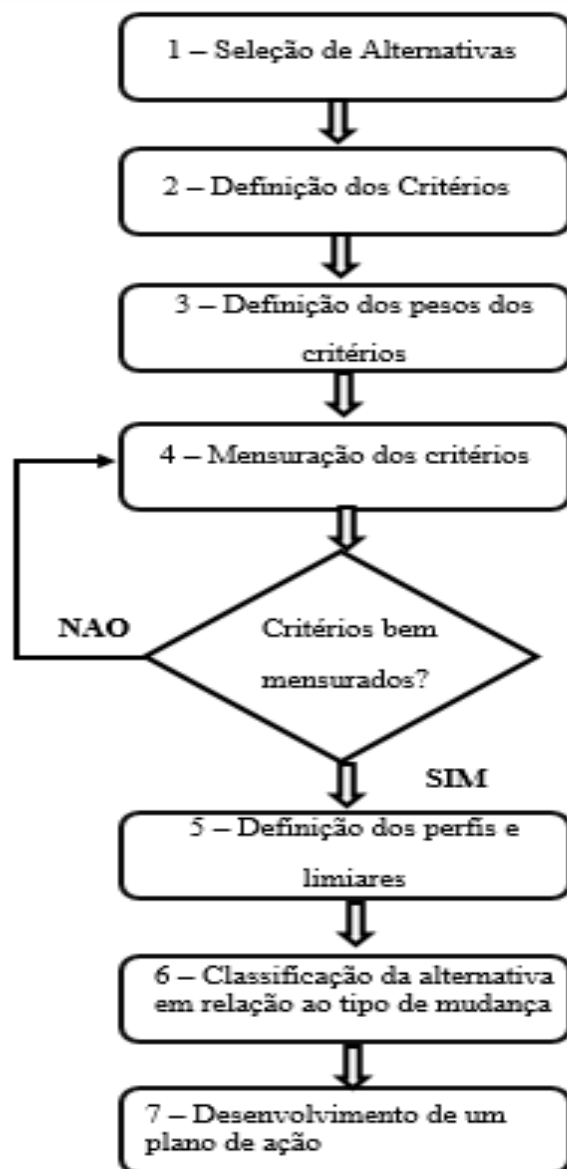 1 – Seleção de Alternativas
2 – Definição dos Critérios
3 – Definição dos pesos dos
critérios
4 – Mensuração dos critérios
NAO
Critérios bem
mensurados?
SIM
5 – Definição dos perfis e
limiares
6 – Classificação da alternativa
em relação ao tipo de mudança
7 – Desenvolvimento de um
plano de ação